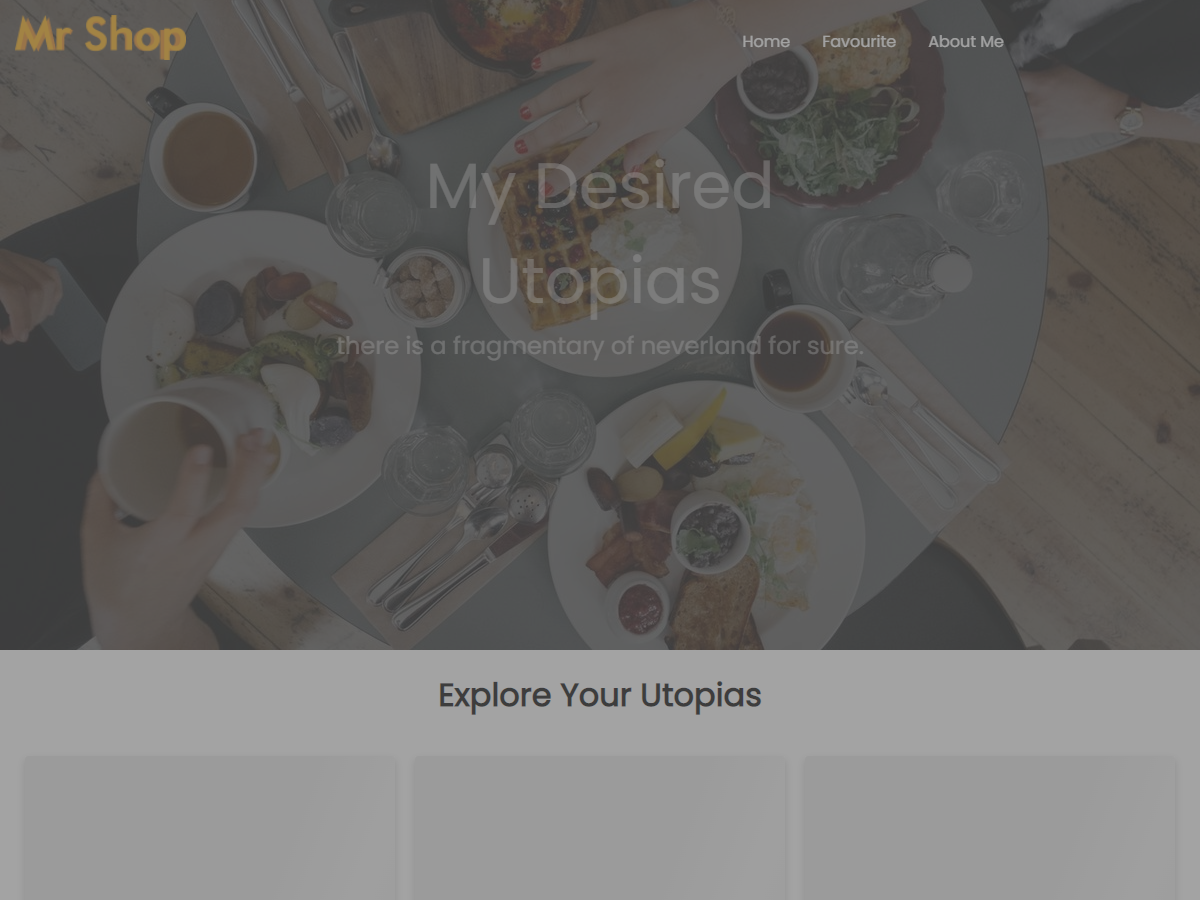 Mr Shop
Home
Favourite
About Me
My Desired
Utopias
there is a fragmentary of neverland for sure.
Explore Your Utopias